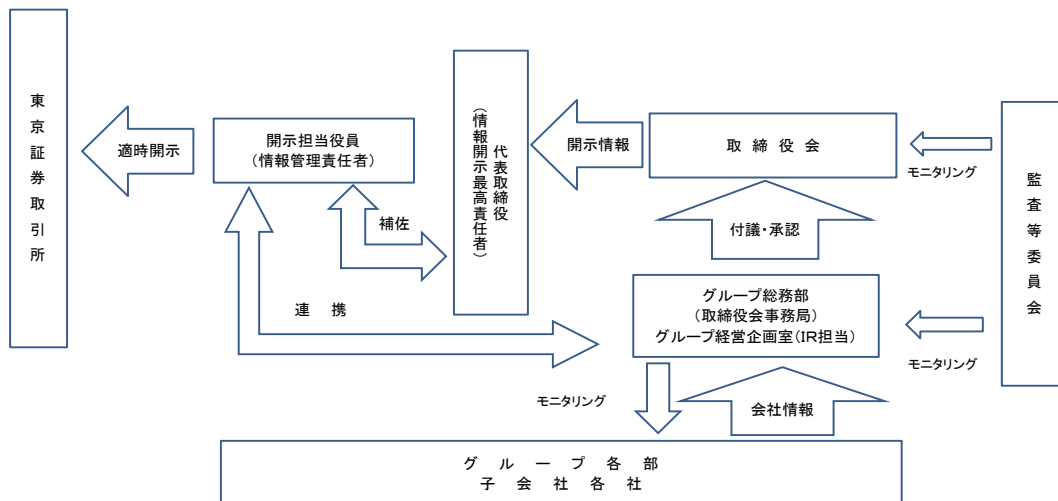 東京証券取引所
適時開示
開示担当役員
(情報管理責任者)
補佐
連 携
代表取締役
(情報開示最高責任者)
開示情報
取 締 役 会
モニタリング
付議・承認
グループ総務部
(取締役会事務局)
グループ経営企画室(IR担当)
モニタリング
監査等委員会
モニタリング
会社情報
グ ル ー プ 各 部
子 会 社 各 社